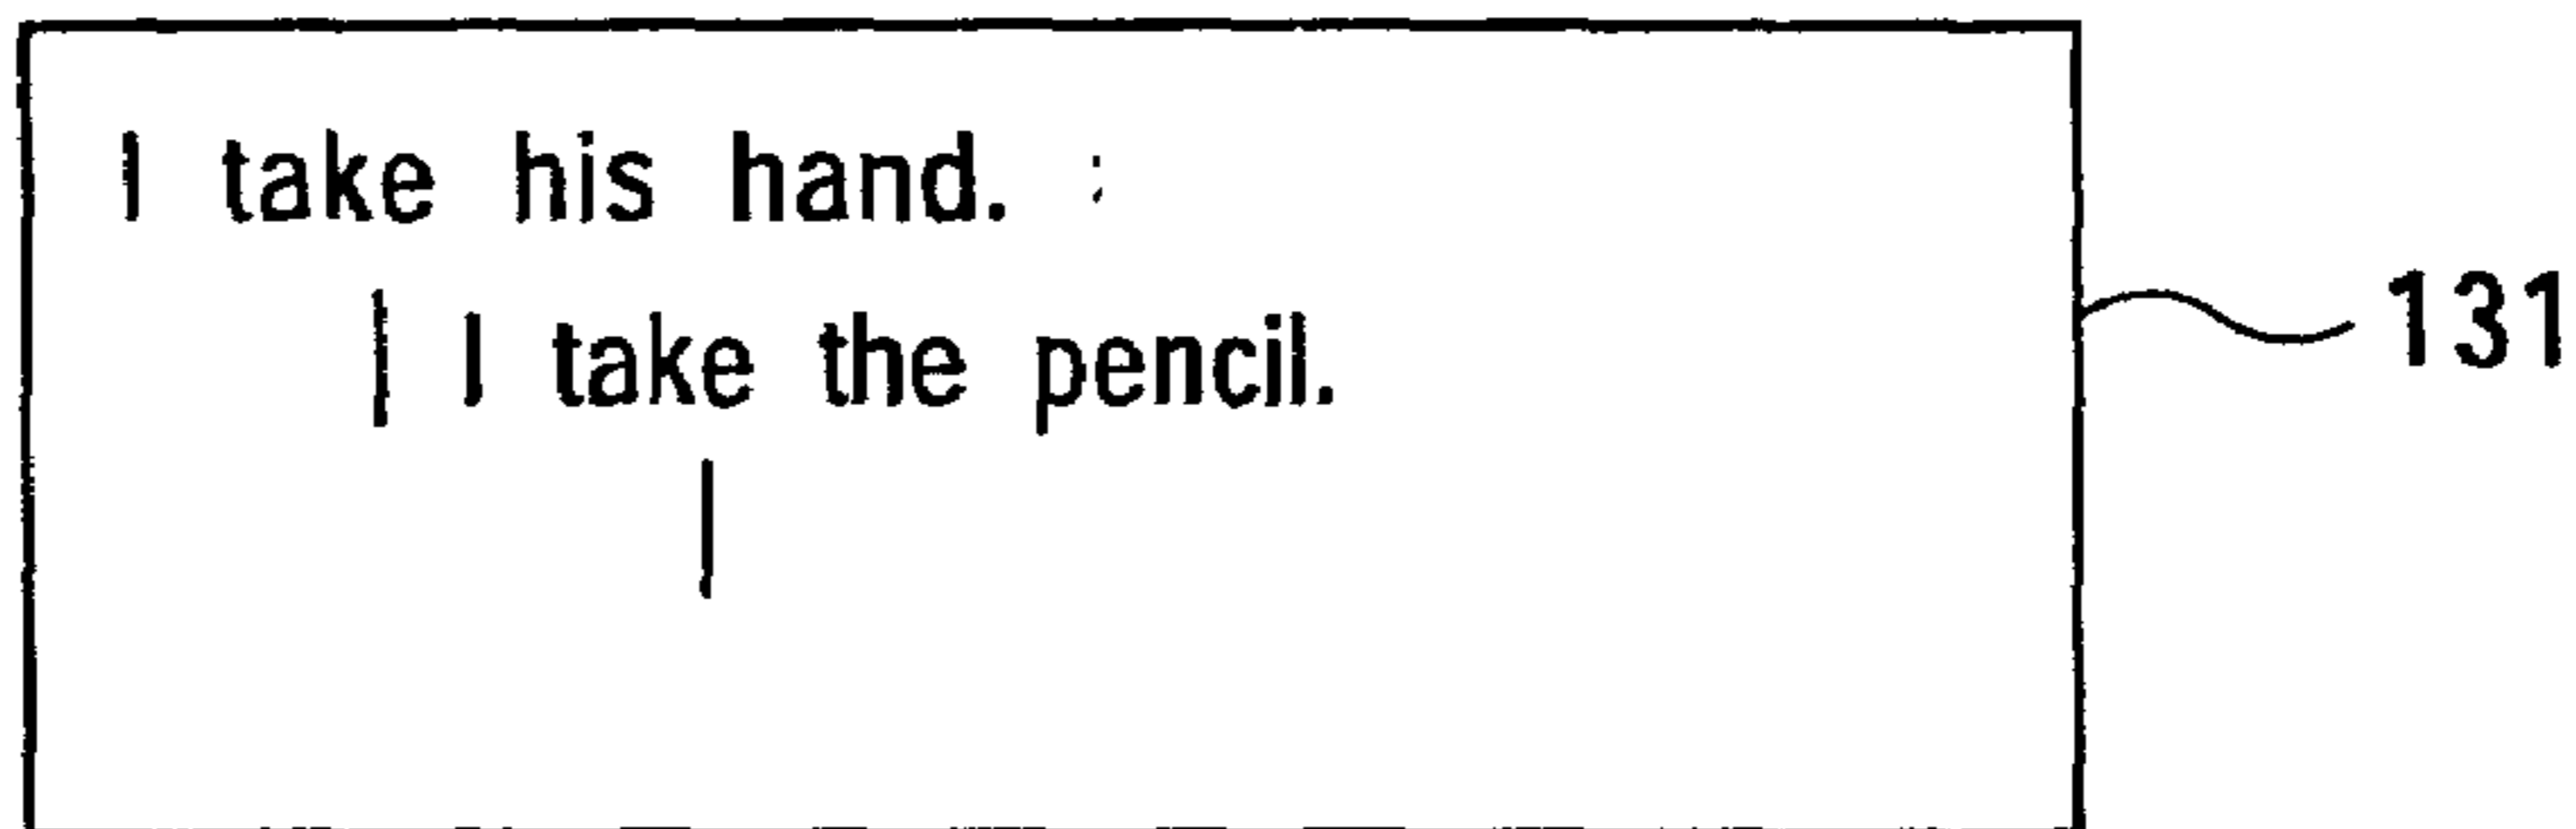 I take his hand.
I take the pencil.
131